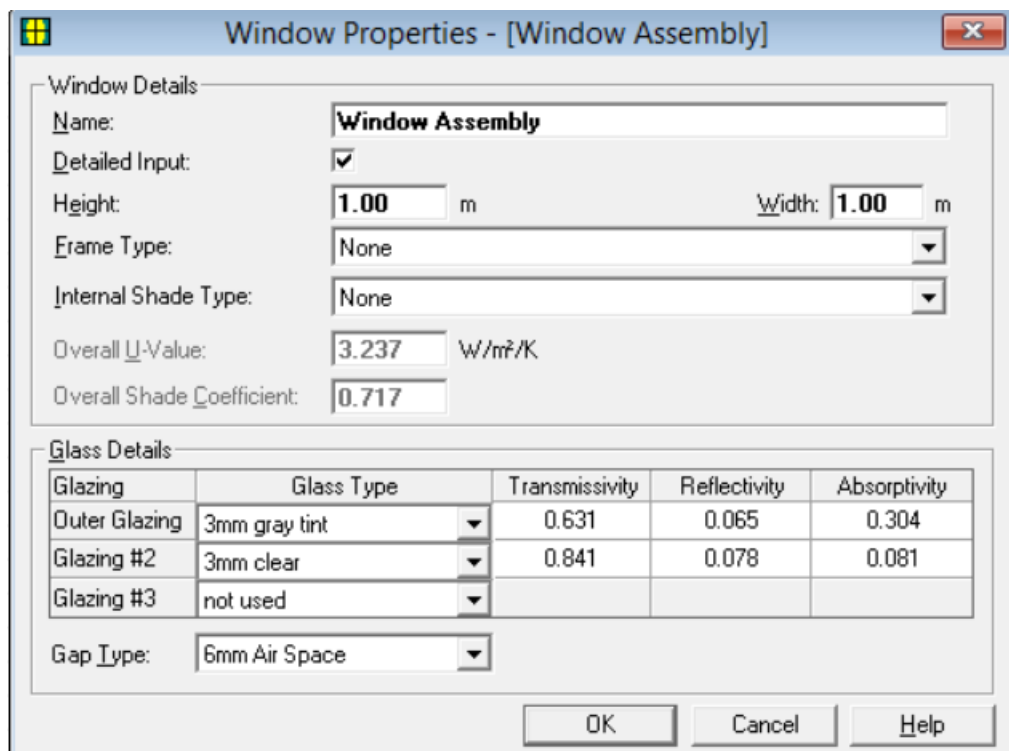 Window Properties - [Window Assembly]
Window Details
Name: Window Assembly
Detailed Input:
Height: 1.00 m Width: 1.00 m
Frame Type: None
Internal Shade Type: None
Overall U-Value: 3.237 W/m²/K
Overall Shade Coefficient: 0.717
Glass Details
Glazing Glass Type Transmissivity Reflectivity Absorptivity
Outer Glazing 3mm gray tint 0.631 0.065 0.304
Glazing #2 3mm clear 0.841 0.078 0.081
Glazing #3 not used
Gap Type: 6mm Air Space
OK Cancel Help